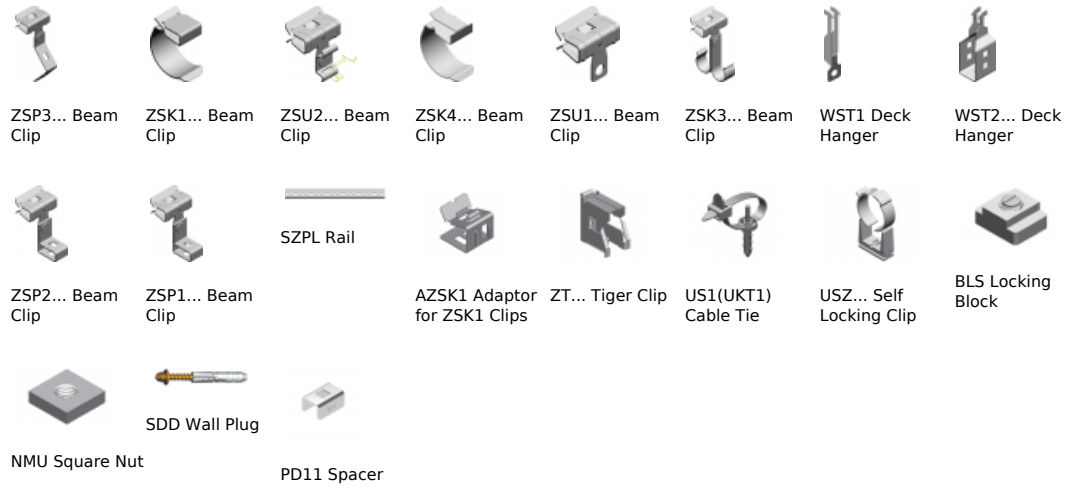 ZSP3... Beam
Clip
ZSK1... Beam
Clip
ZSU2... Beam
Clip
ZSK4... Beam
Clip
ZSU1... Beam
Clip
ZSK3... Beam
Clip
WST1 Deck
Hanger
WST2... Deck
Hanger
ZSP2... Beam
Clip
ZSP1... Beam
Clip
SZPL Rail
AZSK1 Adaptor
for ZSK1 Clips
ZT... Tiger Clip
US1(UKT1)
Cable Tie
USZ... Self
Locking Clip
BLS Locking
Block
NMU Square Nut
SDD Wall Plug
PD11 Spacer